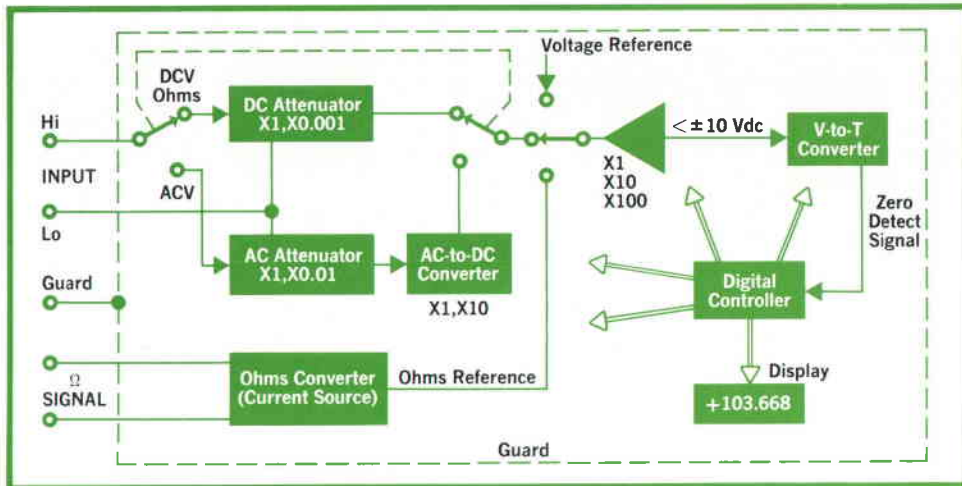 Voltage Reference
DCV
Ohms
DC Attenuator
X1,X0.001
Hi
< ± 10 Vdc
V-to-T
Converter
X1
X10
X100
INPUT
ACV
Lo
Zero
Detect
Signal
AC Attenuator
X1,X0.01
AC-to-DC
Converter
X1,X10
Digital
Controller
Guard
Ω
SIGNAL
Ohms Converter
(Current Source)
Ohms Reference
Display
+103.668
Guard